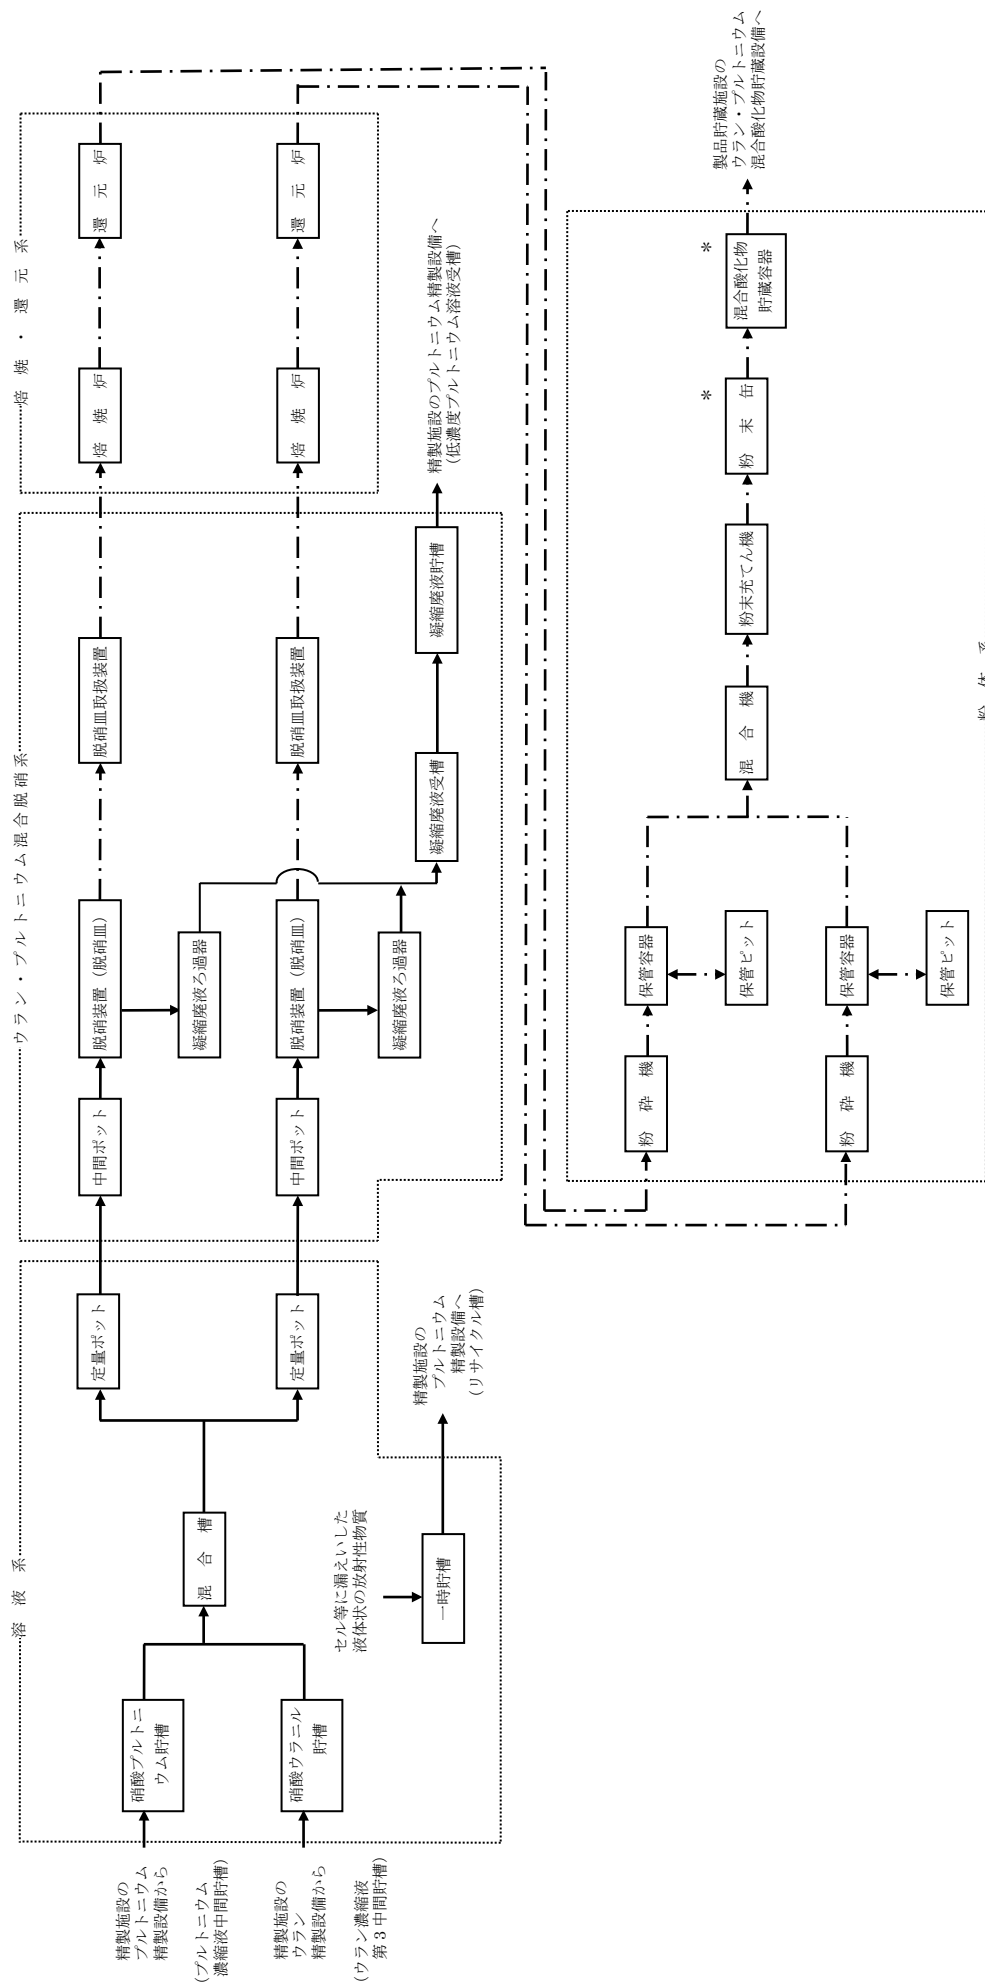 溶液系
精製施設の
プルトニウム
精製設備から
(プルトニウム
濃縮液中間貯槽)
精製施設の
ウラン
精製設備から
(ウラン濃縮液
第3中間貯槽)
硝酸プルトニ
ウム貯槽
硝酸ウラニル
貯槽
混合槽
セル等に漏えいした
液体状の放射性物質
一時貯槽
定量ポット
定量ポット
精製施設の
プルトニウム
精製設備へ
(リサイクル槽)
ウラン・プルトニウム混合脱硝系
中間ポット
中間ポット
脱硝装置(脱硝皿)
凝縮廃液ろ過器
脱硝装置(脱硝皿)
凝縮廃液ろ過器
脱硝皿取扱装置
脱硝皿取扱装置
凝縮廃液受槽
凝縮廃液貯槽
精製施設のプルトニウム精製設備へ
(低濃度プルトニウム溶液受槽)
焙焼・還元系
焙焼炉
焙焼炉
還元炉
還元炉
粉砕機
粉砕機
保管容器
保管ピット
保管容器
保管ピット
混合機
粉末充てん機
粉末缶
*
混合酸化物
貯蔵容器
*
製品貯蔵施設の
ウラン・プルトニウム
混合酸化物貯蔵設備へ